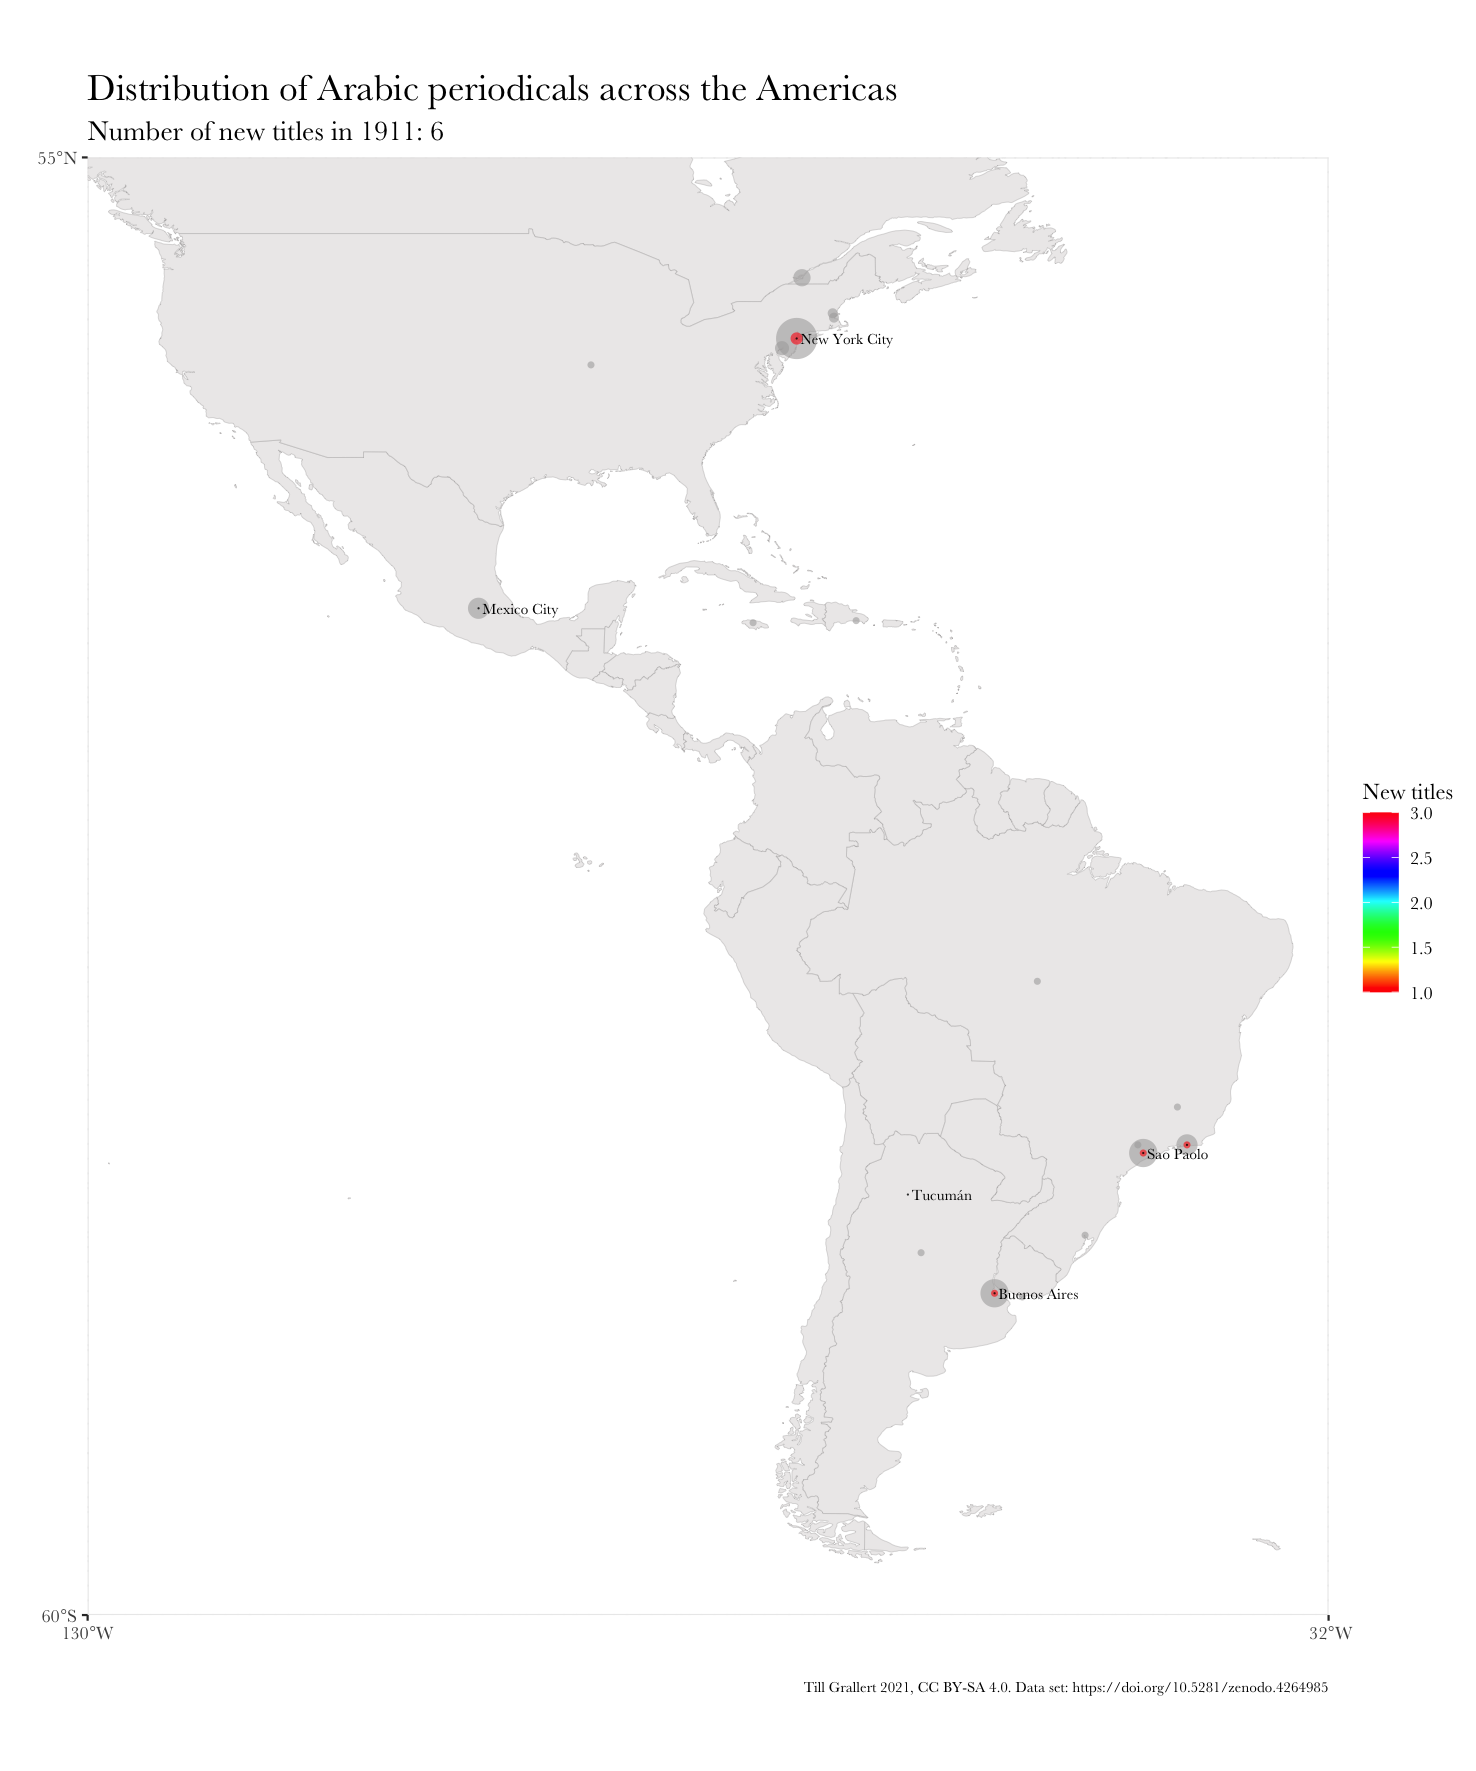 Distribution of Arabic periodicals across the Americas
Number of new titles in 1911: 6
55°N
New York City
Mexico City
New titles
3.0
2.5
2.0
1.5
1.0
Sao Paolo
Tucumán
Buenos Aires
60°S
130°W
32°W
Till Grallert 2021, CC BY-SA 4.0. Data set: https://doi.org/10.5281/zenodo.4264985